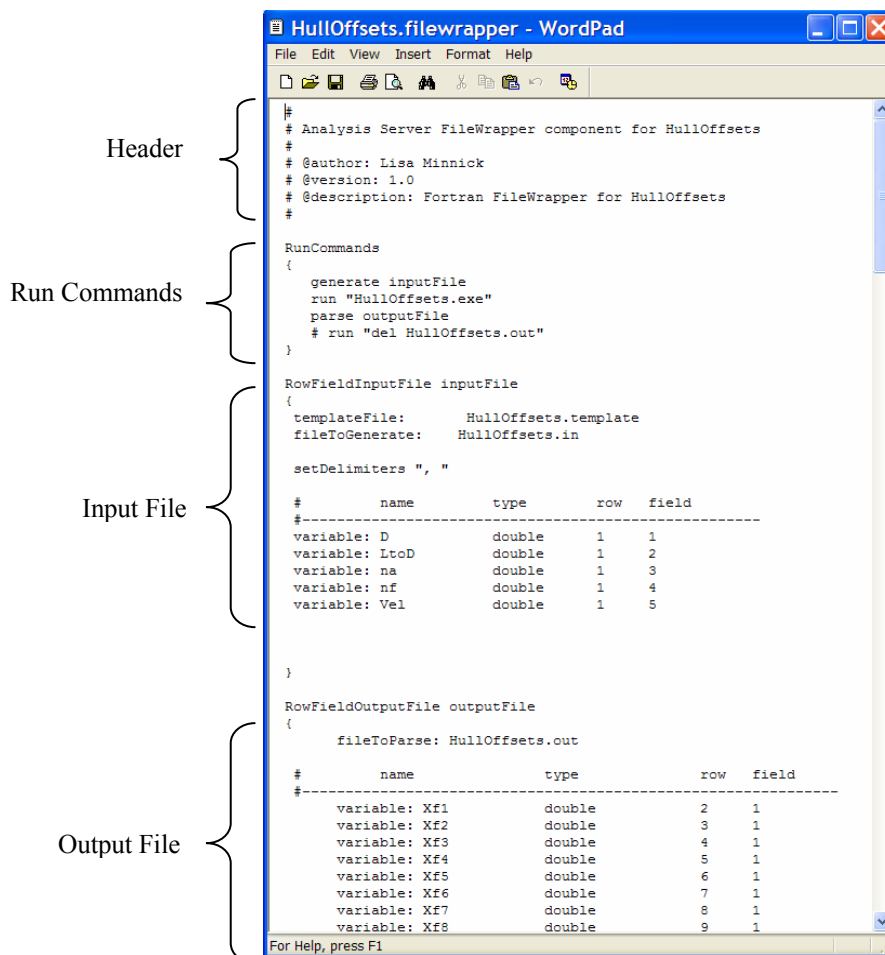 HullOffsets.filewrapper - WordPad
File Edit View Insert Format Help
Header
#
# Analysis Server FileWrapper component for HullOffsets
#
# @author: Lisa Minnick
# @version: 1.0
# @description: Fortran FileWrapper for HullOffsets
#
Run Commands
RunCommands
{
generate inputFile
run "HullOffsets.exe"
parse outputFile
# run "del HullOffsets.out"
}
Input File
RowFieldInputFile inputFile
{
templateFile: HullOffsets.template
fileToGenerate: HullOffsets.in
setDelimiters ", "
# name type row field
#-----------------------------------------------------
variable: D double 1 1
variable: LtoD double 1 2
variable: na double 1 3
variable: nf double 1 4
variable: Vel double 1 5
}
Output File
RowFieldOutputFile outputFile
{
fileToParse: HullOffsets.out
# name type row field
#--------------------------------------------------------------
variable: Xf1 double 2 1
variable: Xf2 double 3 1
variable: Xf3 double 4 1
variable: Xf4 double 5 1
variable: Xf5 double 6 1
variable: Xf6 double 7 1
variable: Xf7 double 8 1
variable: Xf8 double 9 1
For Help, press F1